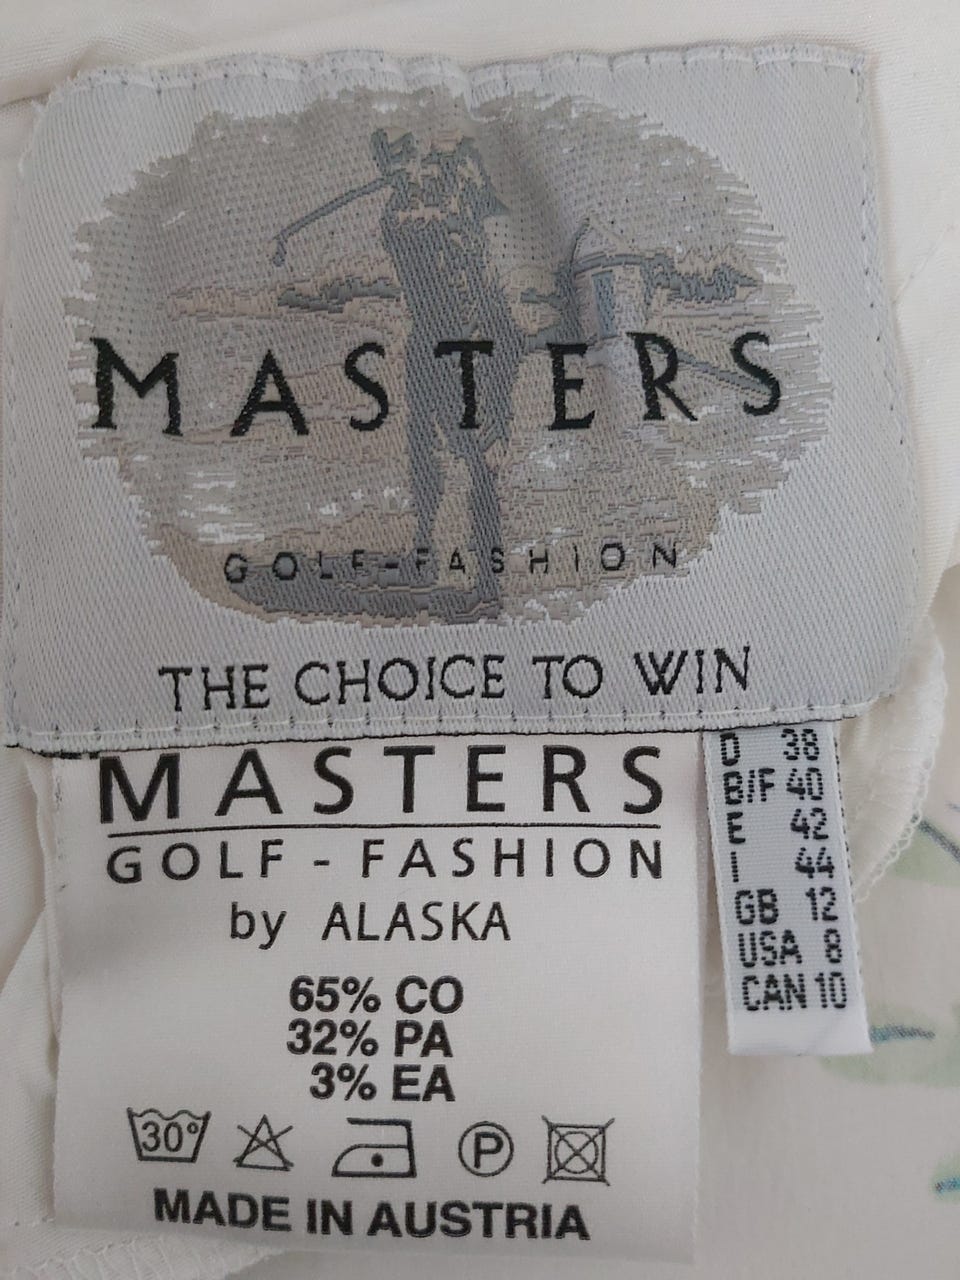 MASTERS
GOLF-FASHION
THE CHOICE TO WIN
MASTERS
GOLF - FASHION
by ALASKA
65% CO
32% PA
3% EA
30°
P
MADE IN AUSTRIA
D 38
B/F 40
E 42
I 44
GB 12
USA 8
CAN 10